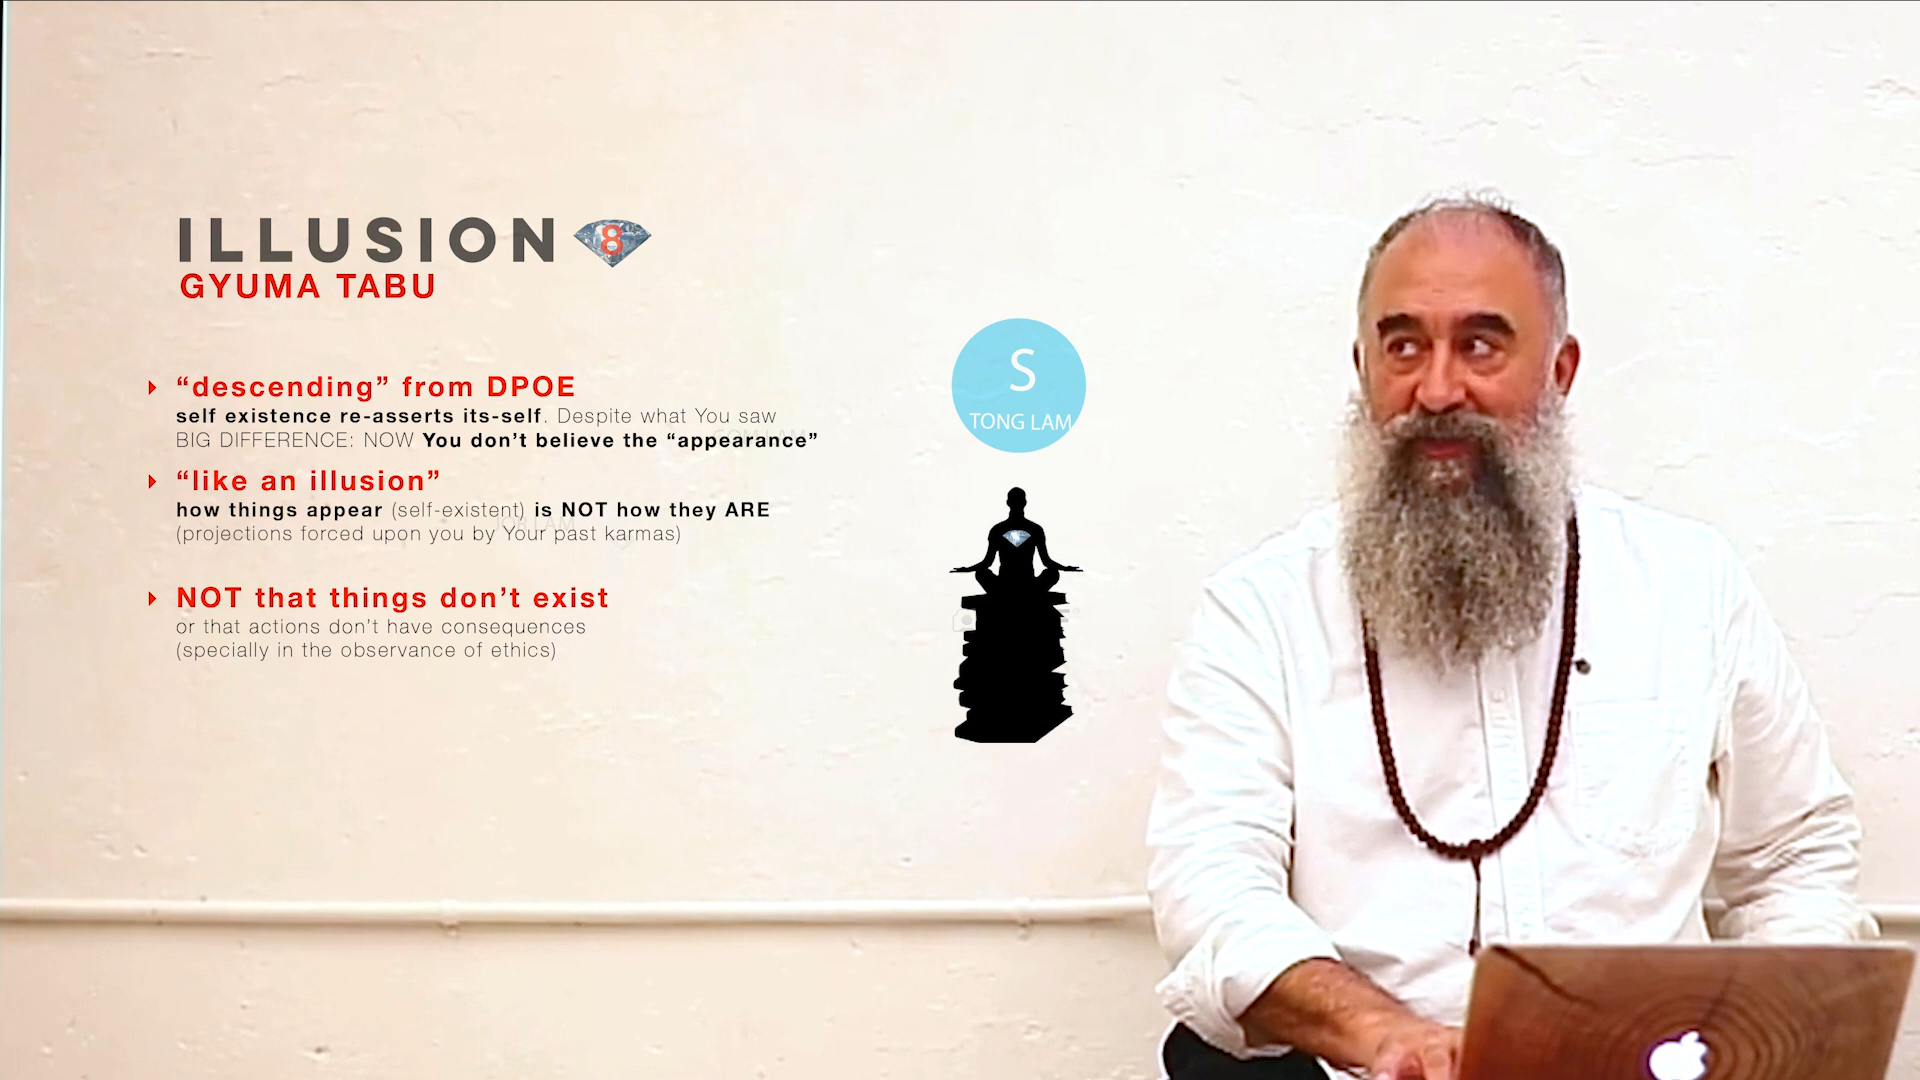 ILLUSION 8
GYUMA TABU
“descending” from DPOE
self existence re-asserts its-self. Despite what You saw
BIG DIFFERENCE: NOW You don’t believe the “appearance”
“like an illusion”
how things appear (self-existent) is NOT how they ARE
(projections forced upon you by Your past karmas)
NOT that things don’t exist
or that actions don’t have consequences
(specially in the observance of ethics)
S
TONG LAM